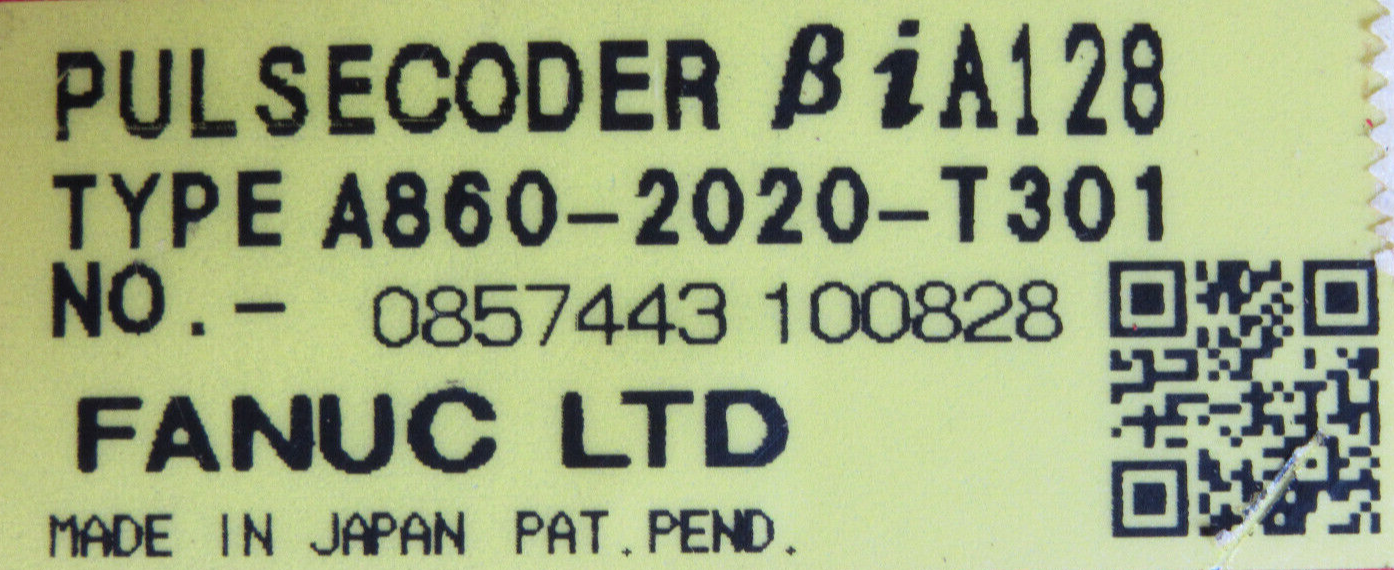 PULSECODER βiA128
TYPE A860-2020-T301
NO.- 0857443 100828
FANUC LTD
MADE IN JAPAN PAT.PEND.